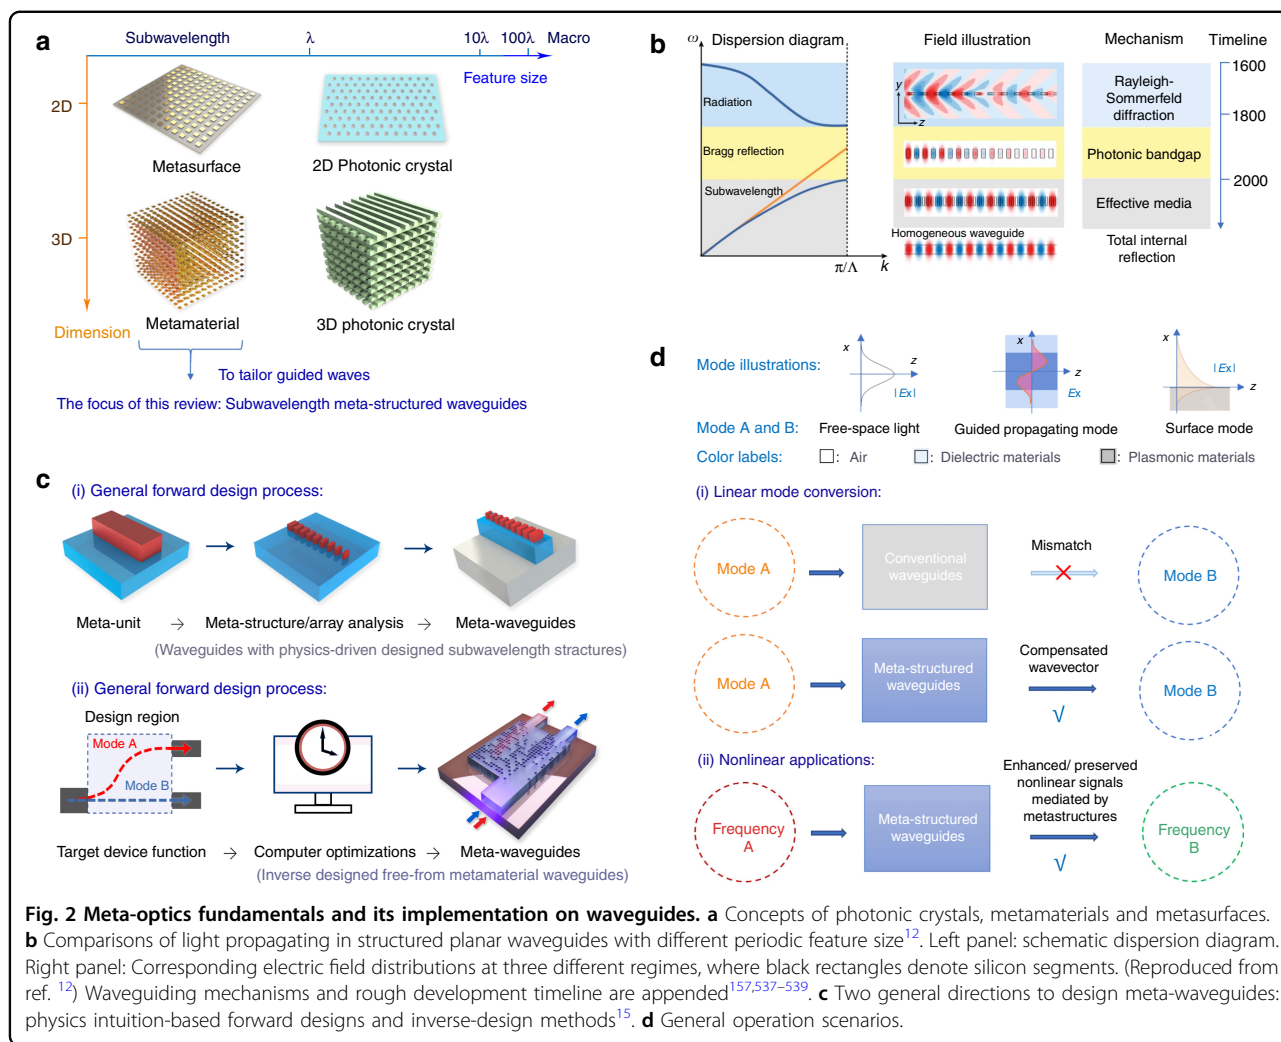 a
Subwavelength
λ
10λ
100λ
Macro
Feature size
2D
Metasurface
2D Photonic crystal
3D
Dimension
Metamaterial
3D photonic crystal
To tailor guided waves
The focus of this review: Subwavelength meta-structured waveguides
b
ω
Dispersion diagram
Field illustration
Mechanism
Timeline
Radiation
Bragg reflection
Subwavelength
π/Λ
k
y
z
Homogeneous waveguide
Rayleigh-
Sommerfeld
diffraction
Photonic bandgap
Effective media
Total internal
reflection
1600
1800
2000
c
(i) General forward design process:
Meta-unit → Meta-structure/array analysis → Meta-waveguides
(Waveguides with physics-driven designed subwavelength stractures)
(ii) General forward design process:
Design region
Mode A
Mode B
Target device function → Computer optimizations → Meta-waveguides
(Inverse designed free-from metamaterial waveguides)
d
Mode illustrations:
x
z
|Ex|
x
z
Ex
x
|Ex|
z
Mode A and B:
Free-space light
Guided propagating mode
Surface mode
Color labels:
: Air
: Dielectric materials
: Plasmonic materials
(i) Linear mode conversion:
Mode A
Conventional
waveguides
Mismatch
Mode B
Mode A
Meta-structured
waveguides
Compensated
wavevector
√
Mode B
(ii) Nonlinear applications:
Frequency
A
Meta-structured
waveguides
Enhanced/ preserved
nonlinear signals
mediated by
metastructures
√
Frequency
B
Fig. 2 Meta-optics fundamentals and its implementation on waveguides. a Concepts of photonic crystals, metamaterials and metasurfaces.
b Comparisons of light propagating in structured planar waveguides with different periodic feature size12. Left panel: schematic dispersion diagram.
Right panel: Corresponding electric field distributions at three different regimes, where black rectangles denote silicon segments. (Reproduced from
ref. 12) Waveguiding mechanisms and rough development timeline are appended157,537–539. c Two general directions to design meta-waveguides:
physics intuition-based forward designs and inverse-design methods15. d General operation scenarios.